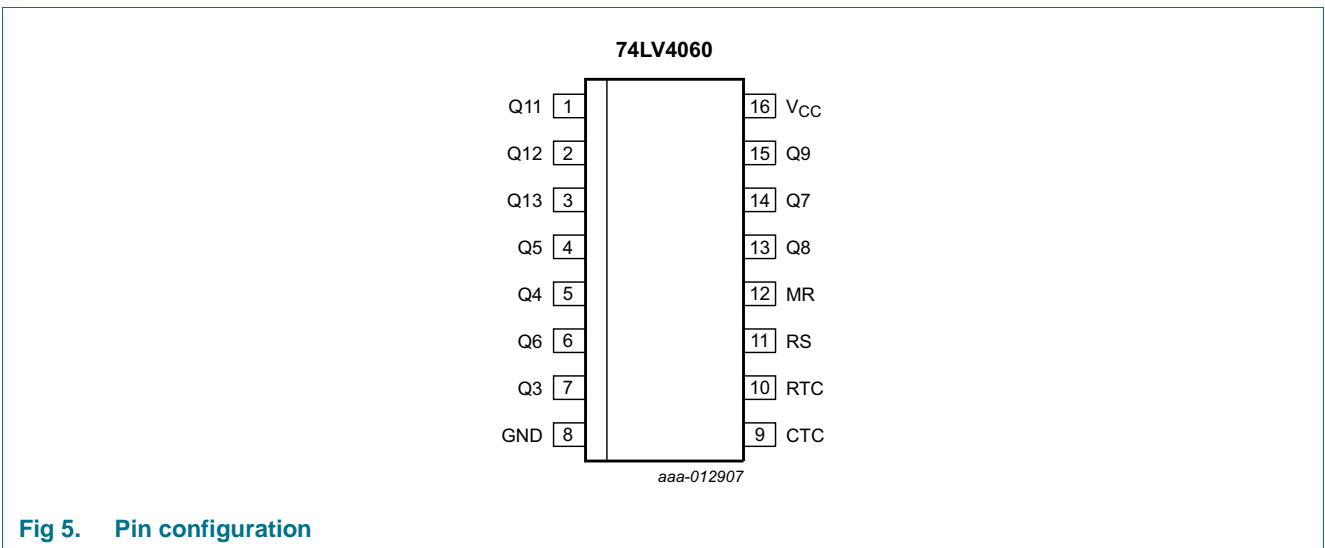 74LV4060
Q11 1 16 VCC
Q12 2 15 Q9
Q13 3 14 Q7
Q5 4 13 Q8
Q4 5 12 MR
Q6 6 11 RS
Q3 7 10 RTC
GND 8 9 CTC
aaa-012907
Fig 5. Pin configuration